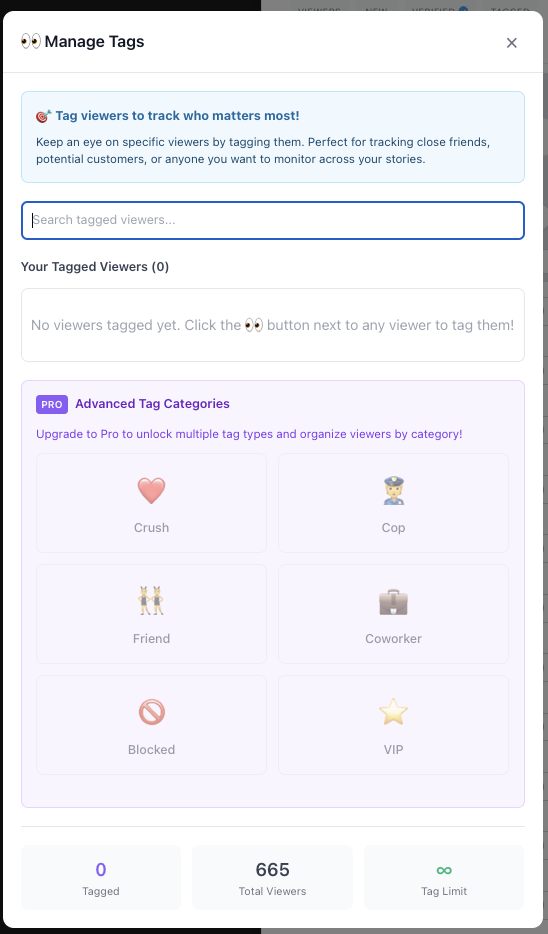 VIEWERS NEW VERIFIED TAGGED
👀 Manage Tags
×
🎯 Tag viewers to track who matters most!
Keep an eye on specific viewers by tagging them. Perfect for tracking close friends,
potential customers, or anyone you want to monitor across your stories.
Search tagged viewers...
Your Tagged Viewers (0)
No viewers tagged yet. Click the 👀 button next to any viewer to tag them!
PRO Advanced Tag Categories
Upgrade to Pro to unlock multiple tag types and organize viewers by category!
Crush
Cop
Friend
Coworker
Blocked
VIP
0
Tagged
665
Total Viewers
∞
Tag Limit